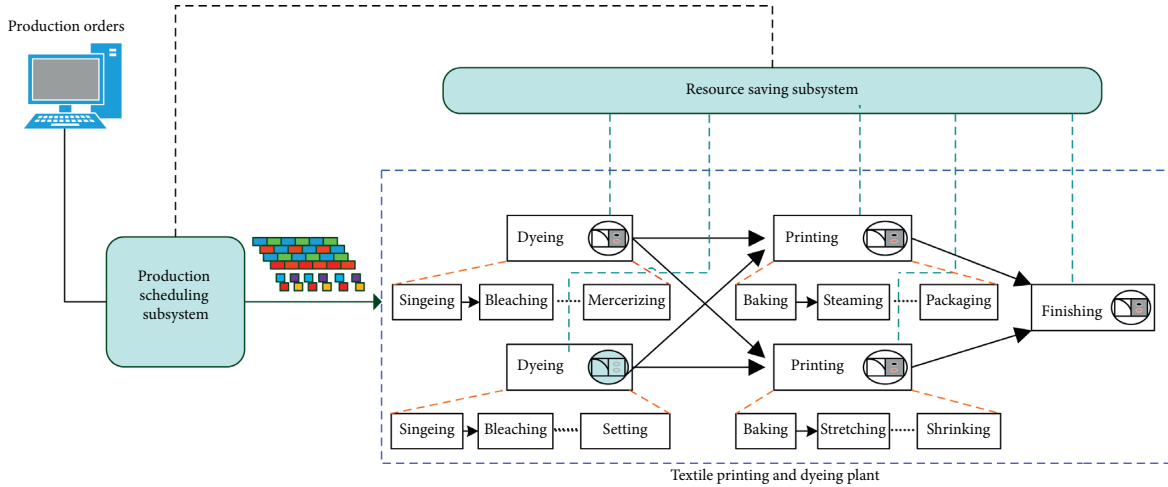 Production orders
Resource saving subsystem
Production
scheduling
subsystem
Dyeing
Printing
Singeing
Bleaching
Mercerizing
Baking
Steaming
Packaging
Finishing
Dyeing
Printing
Singeing
Bleaching
Setting
Baking
Stretching
Shrinking
Textile printing and dyeing plant